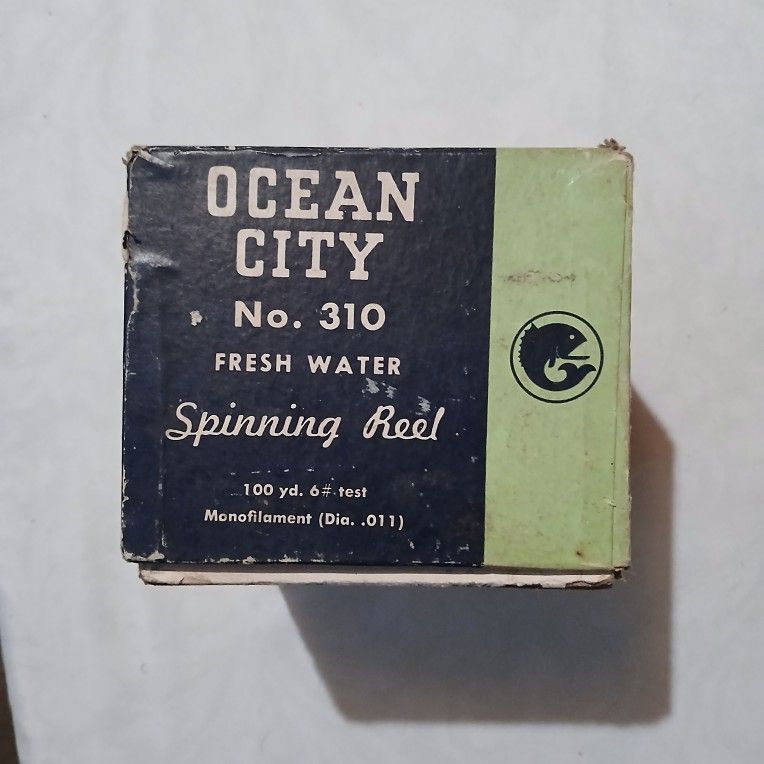 OCEAN
CITY
No. 310
FRESH WATER
Spinning Reel
100 yd. 6# test
Monofilament (Dia. .011)